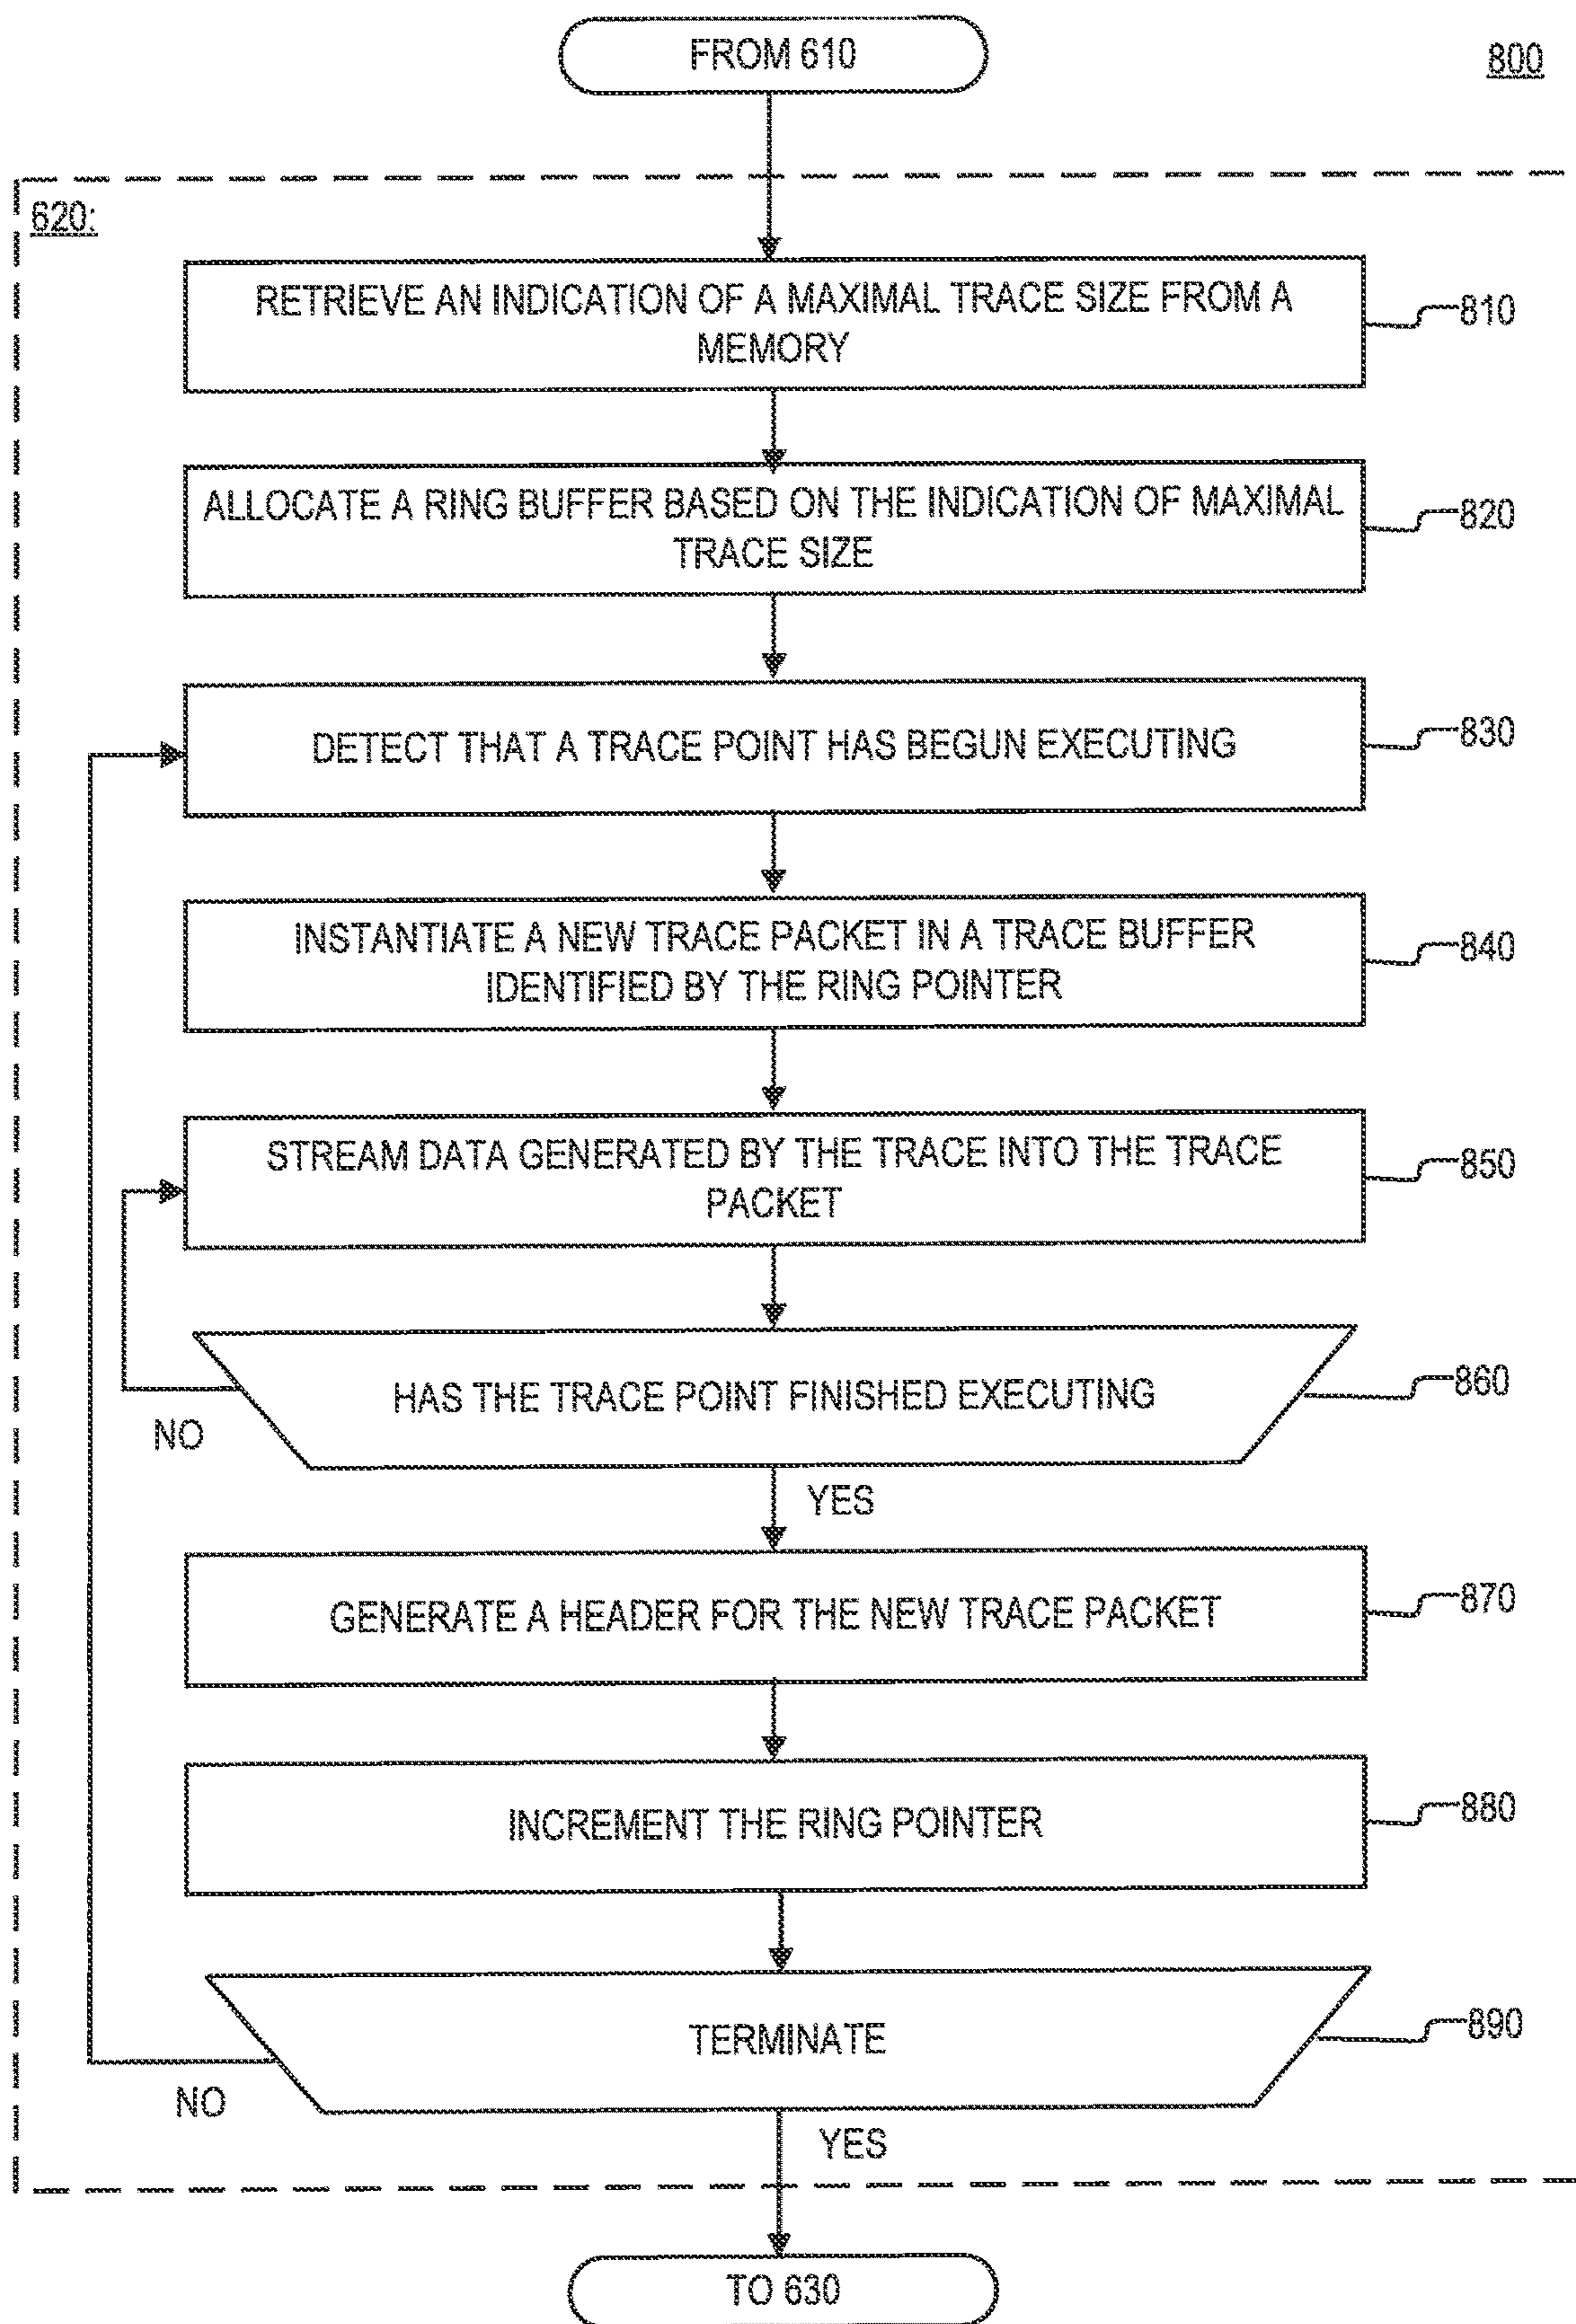 FROM 610
800
620:
RETRIEVE AN INDICATION OF A MAXIMAL TRACE SIZE FROM A
MEMORY
810
ALLOCATE A RING BUFFER BASED ON THE INDICATION OF MAXIMAL
TRACE SIZE
820
DETECT THAT A TRACE POINT HAS BEGUN EXECUTING
830
INSTANTIATE A NEW TRACE PACKET IN A TRACE BUFFER
IDENTIFIED BY THE RING POINTER
840
STREAM DATA GENERATED BY THE TRACE INTO THE TRACE
PACKET
850
HAS THE TRACE POINT FINISHED EXECUTING
860
NO
YES
GENERATE A HEADER FOR THE NEW TRACE PACKET
870
INCREMENT THE RING POINTER
880
TERMINATE
890
NO
YES
TO 630